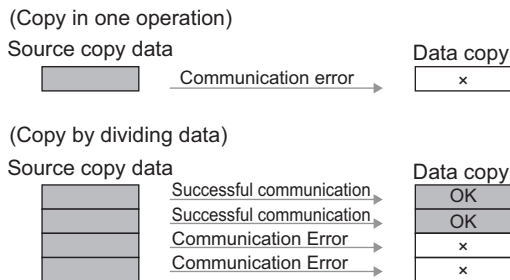 (Copy in one operation)
Source copy data
Data copy
Communication error
×
(Copy by dividing data)
Source copy data
Data copy
Successful communication
OK
Successful communication
OK
Communication Error
×
Communication Error
×